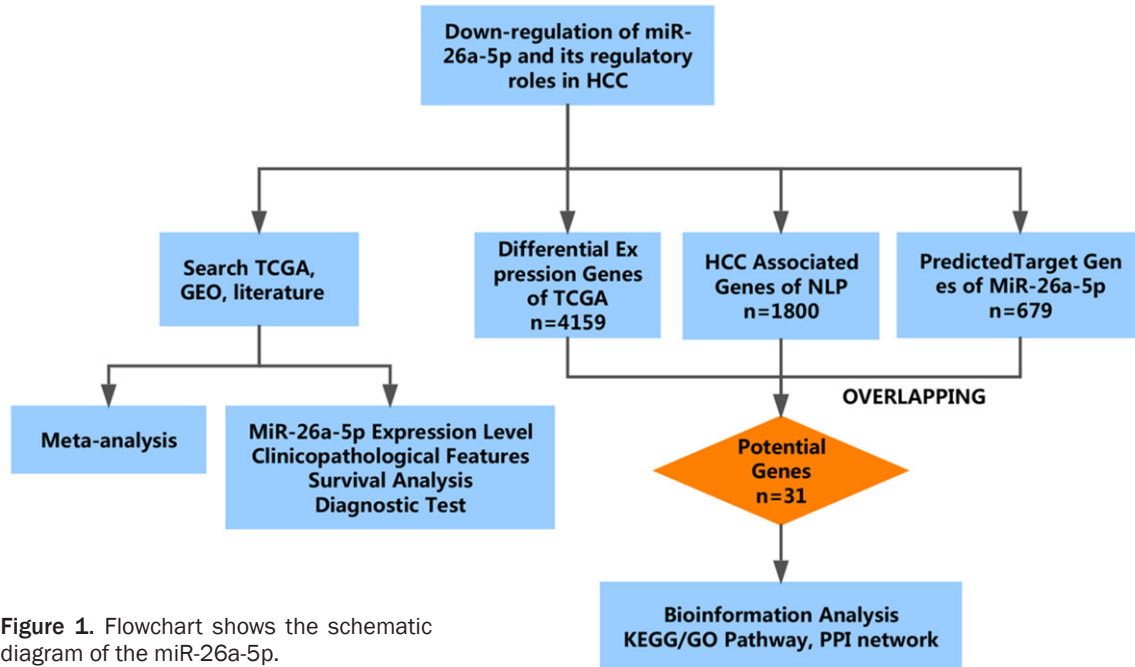 Down-regulation of miR-
26a-5p and its regulatory
roles in HCC
Search TCGA,
GEO, literature
Differential Ex
pression Genes
of TCGA
n=4159
HCC Associated
Genes of NLP
n=1800
PredictedTarget Gen
es of MiR-26a-5p
n=679
OVERLAPPING
Meta-analysis
MiR-26a-5p Expression Level
Clinicopathological Features
Survival Analysis
Diagnostic Test
Potential
Genes
n=31
Bioinformation Analysis
KEGG/GO Pathway, PPI network
Figure 1. Flowchart shows the schematic
diagram of the miR-26a-5p.